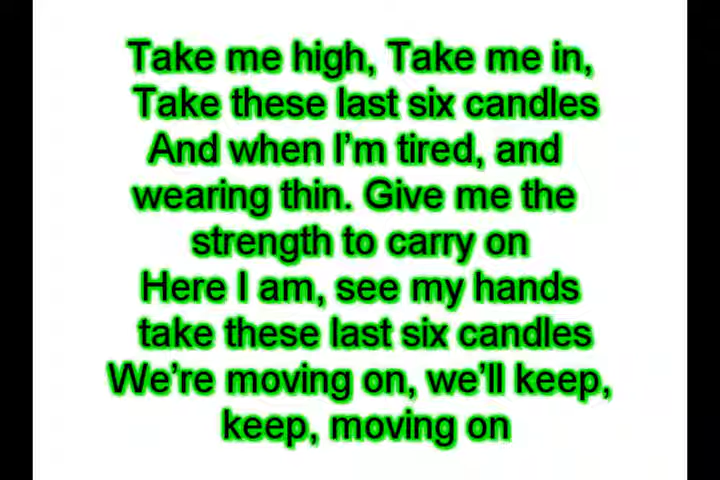 Take me high, Take me in,
Take these last six candles
And when I’m tired, and
wearing thin. Give me the
strength to carry on
Here I am, see my hands
take these last six candles
We’re moving on, we’ll keep,
keep, moving on